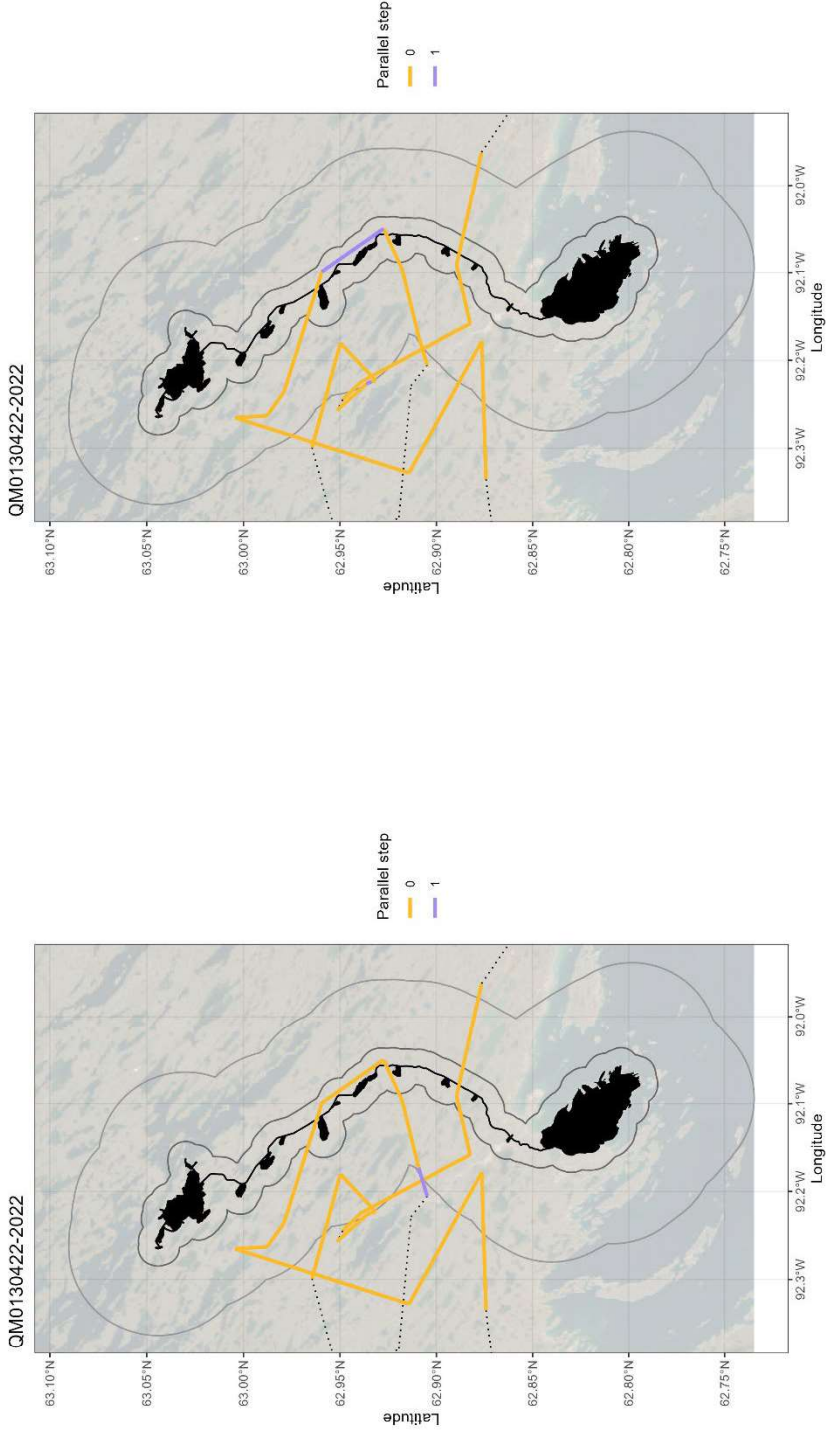 QM0130422-2022
63.10°N
63.05°N
63.00°N
62.95°N
62.90°N
62.85°N
62.80°N
62.75°N
Latitude
92.3°W
92.2°W
92.1°W
92.0°W
Longitude
Parallel step
0
1
QM0130422-2022
63.10°N
63.05°N
63.00°N
62.95°N
62.90°N
62.85°N
62.80°N
62.75°N
Latitude
92.3°W
92.2°W
92.1°W
92.0°W
Longitude
Parallel step
0
1